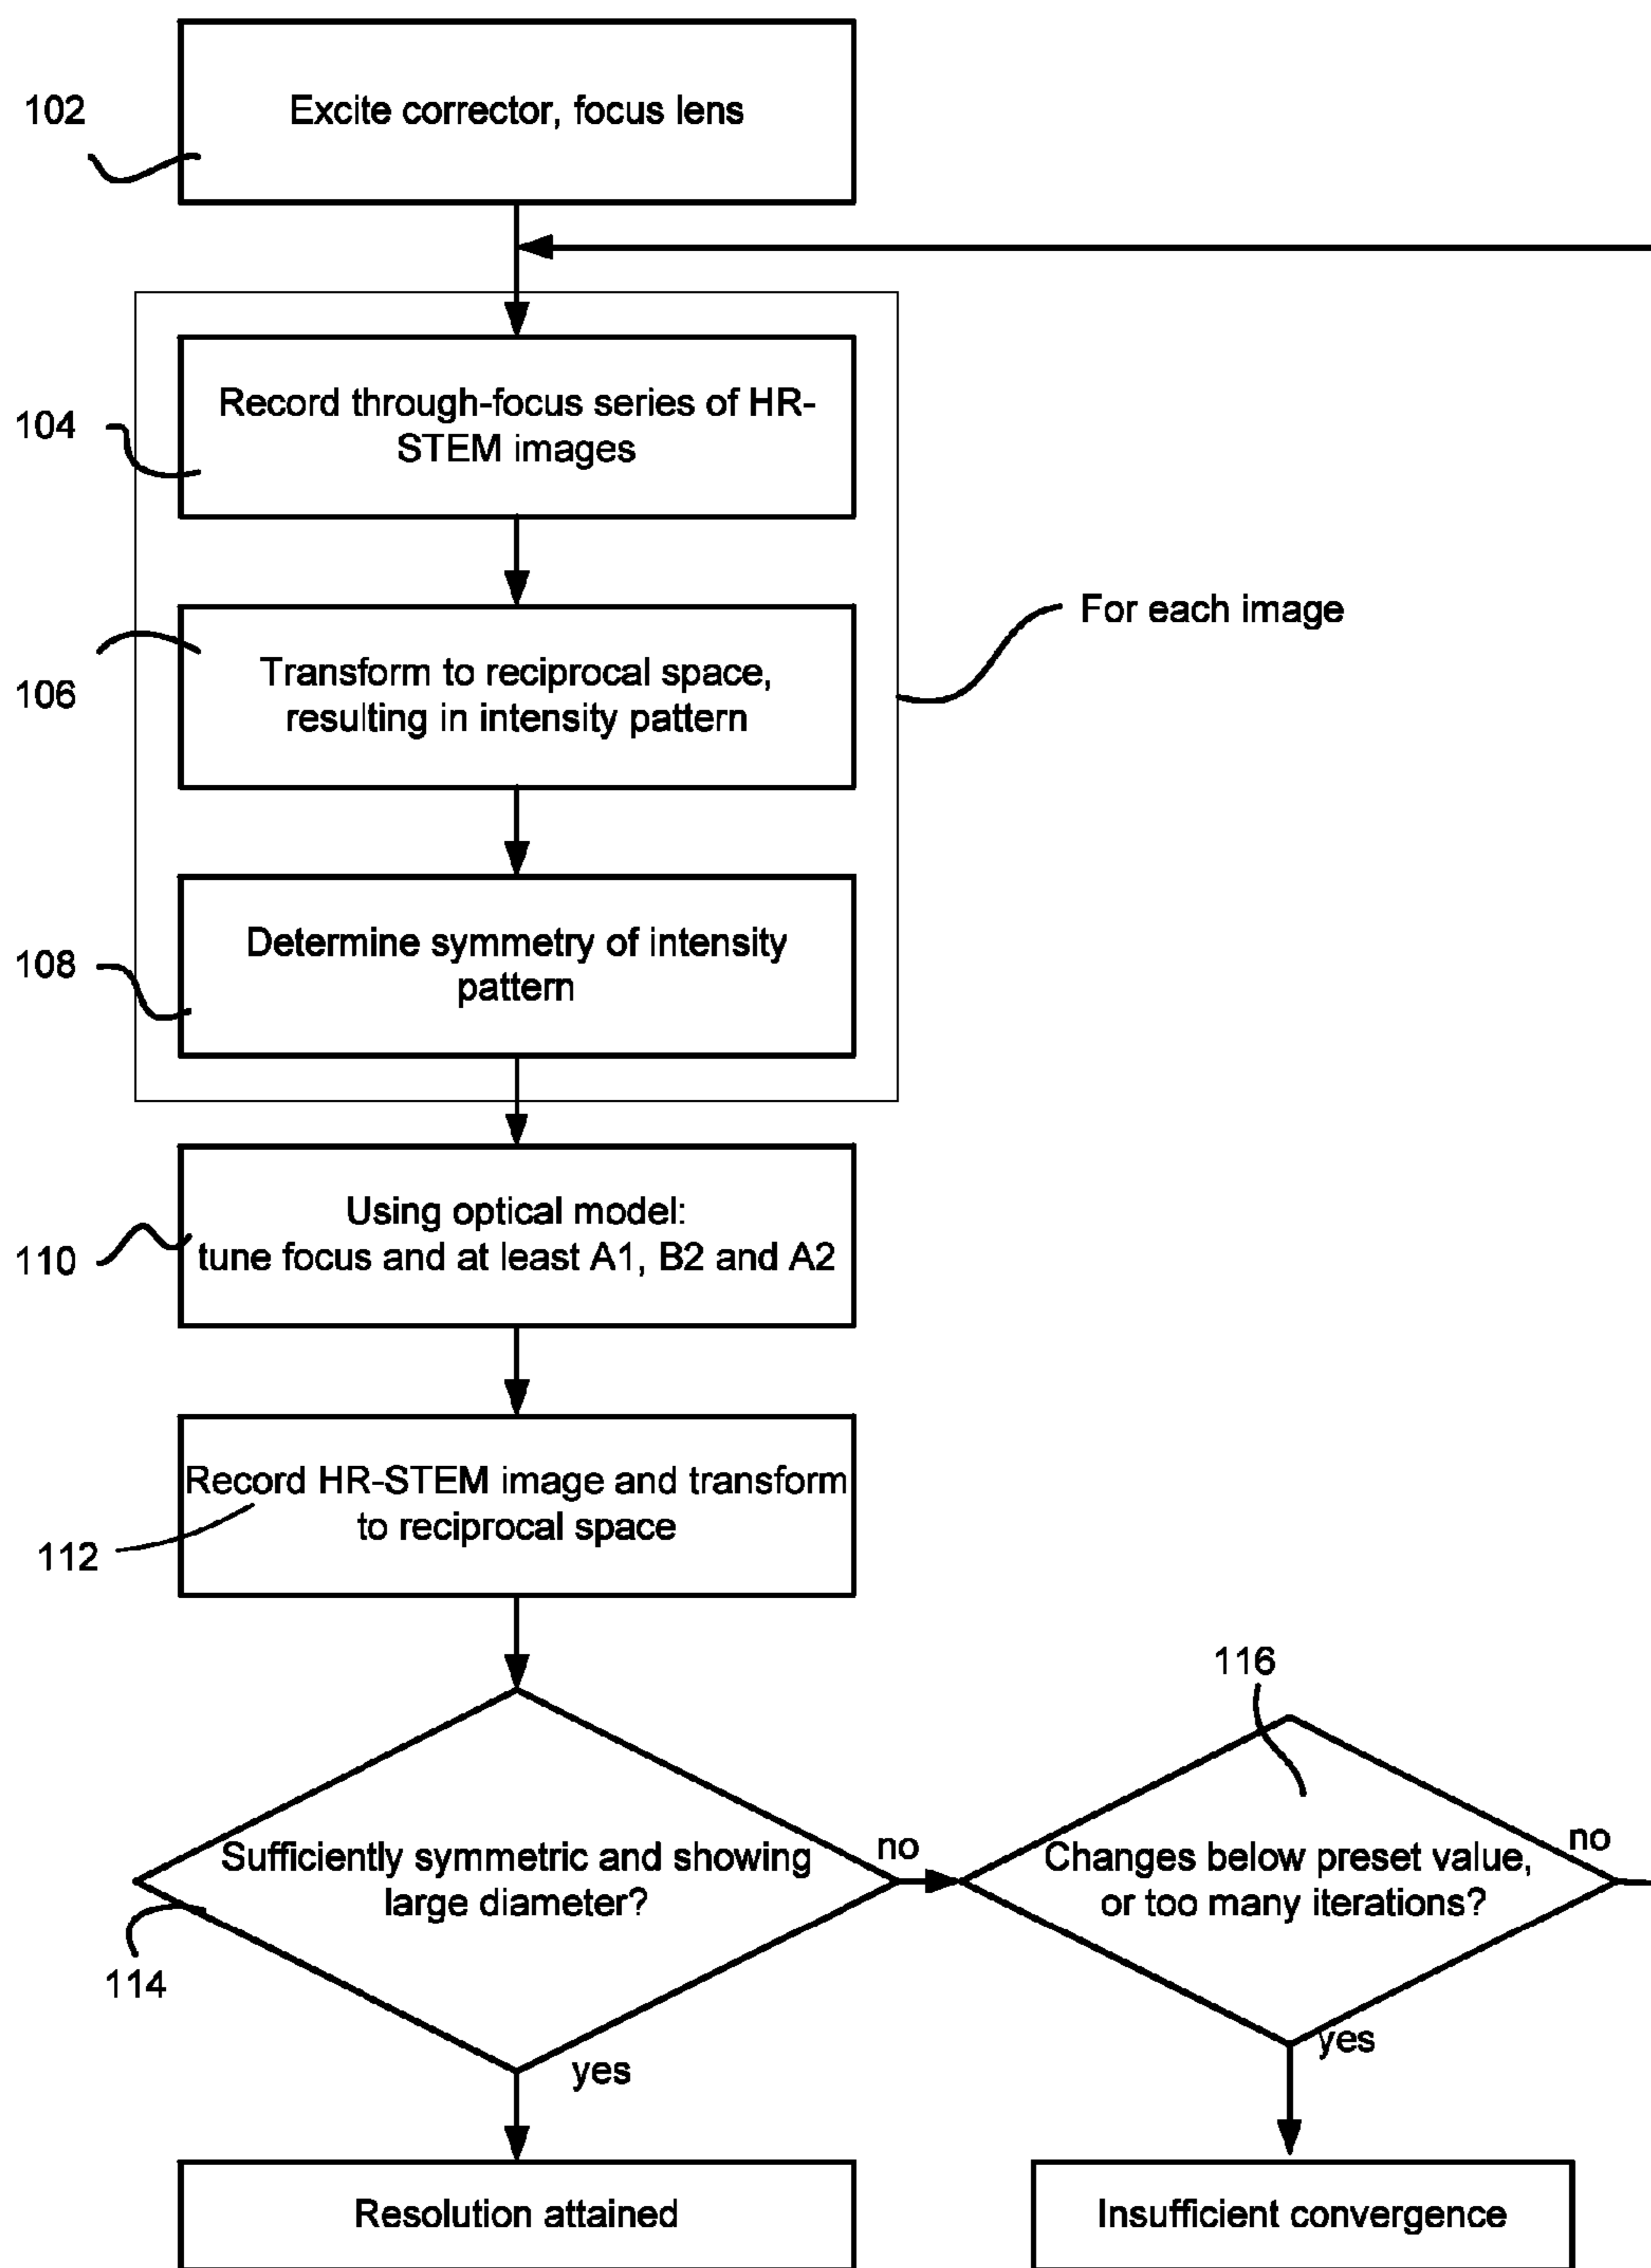 102
Excite corrector, focus lens
104
Record through-focus series of HR-
STEM images
For each image
106
Transform to reciprocal space,
resulting in intensity pattern
108
Determine symmetry of intensity
pattern
110
Using optical model:
tune focus and at least A1, B2 and A2
112
Record HR-STEM image and transform
to reciprocal space
114
Sufficiently symmetric and showing
large diameter?
no
yes
116
Changes below preset value,
or too many iterations?
no
yes
Resolution attained
Insufficient convergence